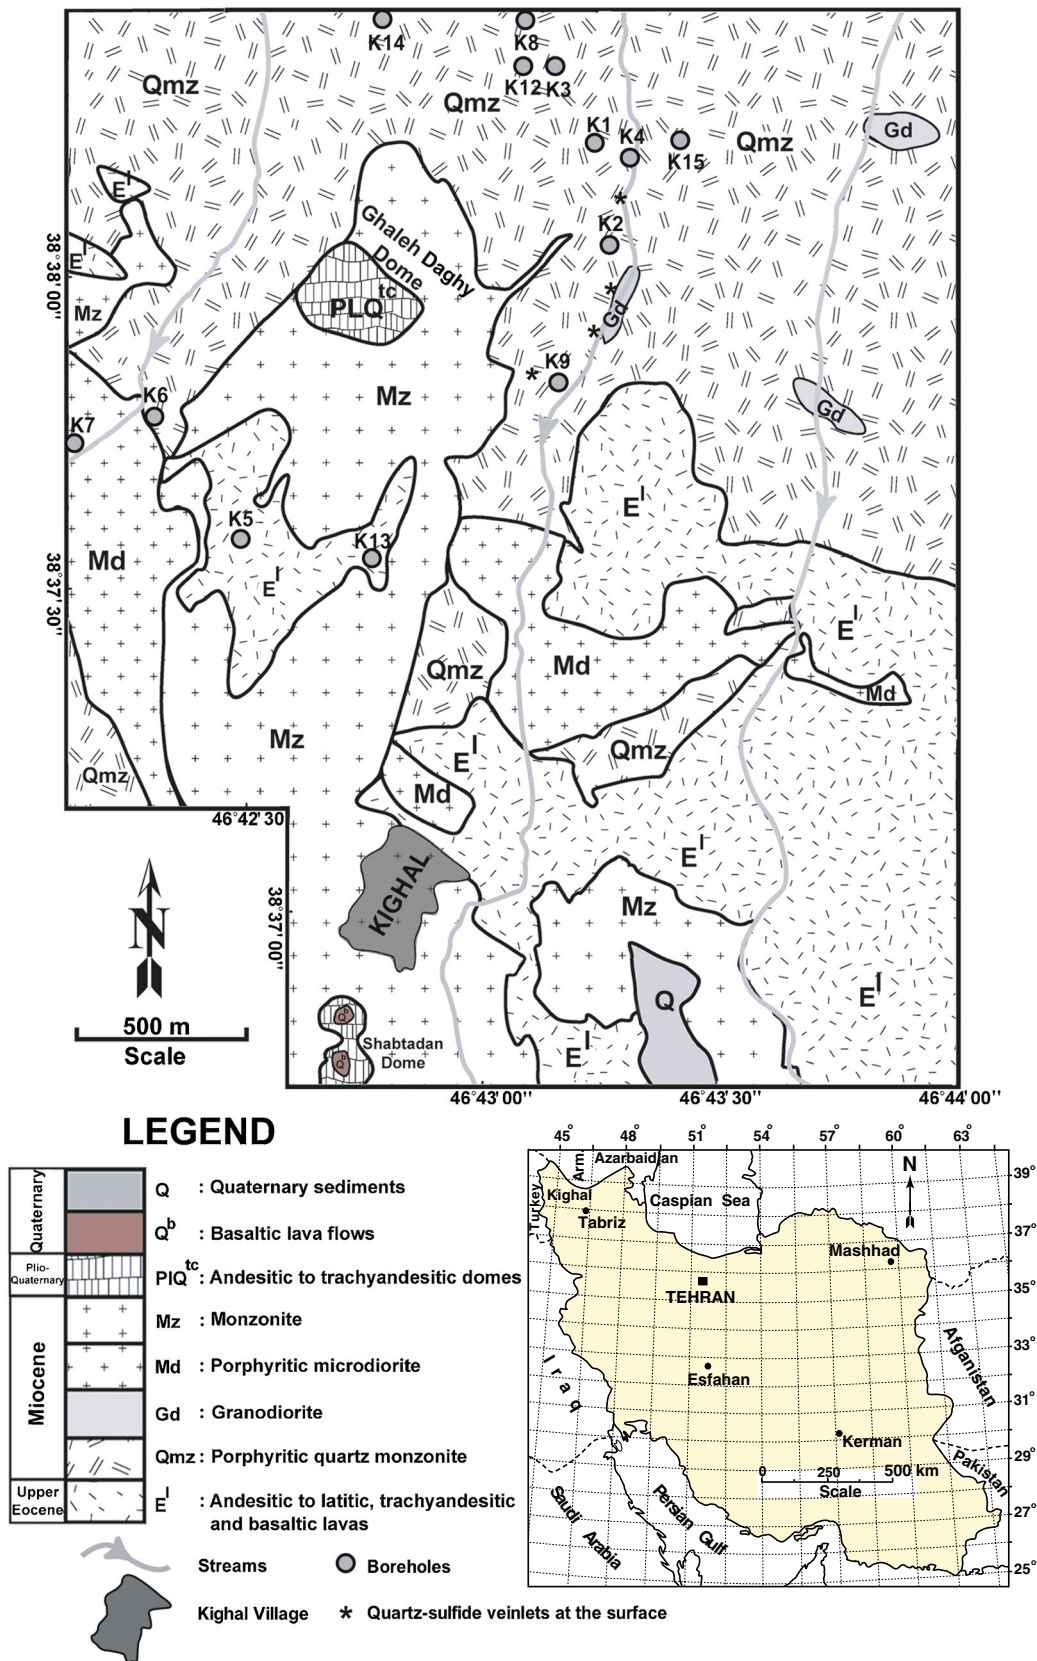 K14
K8
Qmz
Qmz
K12 K3
K1
K4
K15
Qmz
Gd
E^l
K2
Ghaleh Daghy
Dome
E^l
38°38'00"
PLQ^tc
Mz
Gd
K9
Mz
K6
K7
Gd
E^l
K5
K13
Md
E^l
38°37'30"
E^l
Qmz
Md
Md
Mz
E^l
Qmz
Qmz
Md
46°42'30
E^l
KIGHAL
Mz
38°37'00"
N
E^l
Q
Q^b
500 m
Scale
Shabtadan
Dome
Q^b
E^l
46°43'00"
46°43'30"
46°44'00"
LEGEND
Quaternary
Q : Quaternary sediments
Q^b : Basaltic lava flows
Plio-
Quaternary
PlQ^tc : Andesitic to trachyandesitic domes
Miocene
Mz : Monzonite
Md : Porphyritic microdiorite
Gd : Granodiorite
Qmz : Porphyritic quartz monzonite
Upper
Eocene
E^l : Andesitic to latitic, trachyandesitic
and basaltic lavas
Streams
Boreholes
Kighal Village
* Quartz-sulfide veinlets at the surface
45° 48° 51° 54° 57° 60° 63°
Arm
Azarbaidjan
N
39°
Turkey
Kighal
Caspian Sea
Tabriz
37°
Mashhad
TEHRAN
35°
33°
Afghanistan
Iraq
Esfahan
31°
Kerman
29°
Pakistan
0 250 500 km
Scale
27°
Saudi Arabia
Persian Gulf
25°